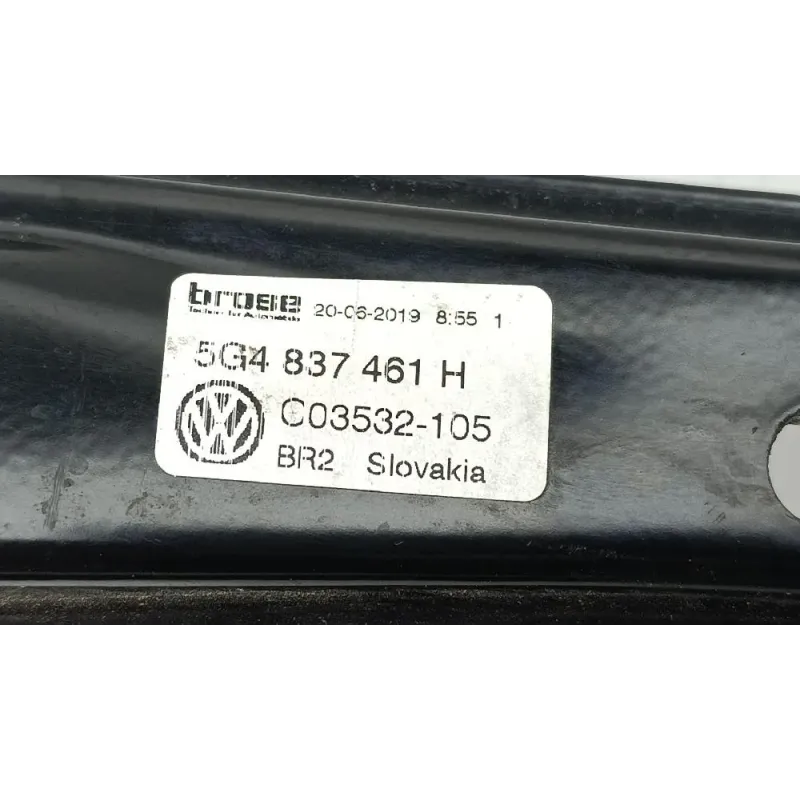 brose 20-06-2019 8:55 1
5G4 837 461 H
C03532-105
BR2 Slovakia